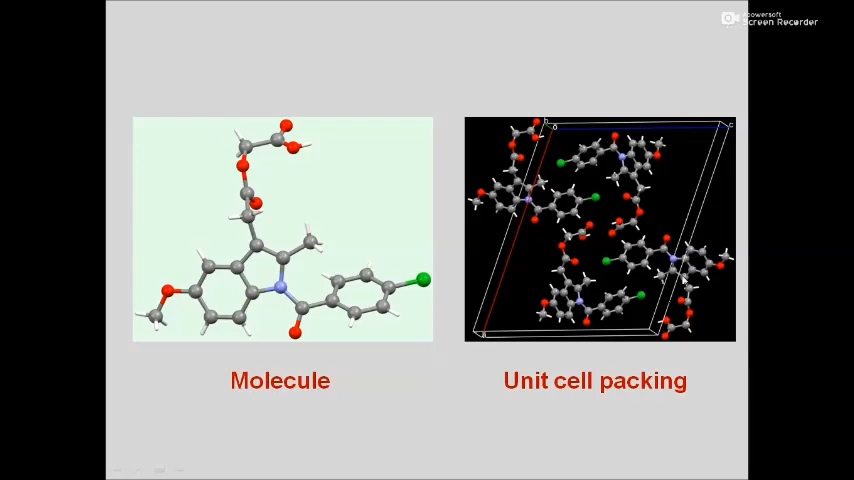 Apowersoft
Screen Recorder
o
c
a
Molecule
Unit cell packing